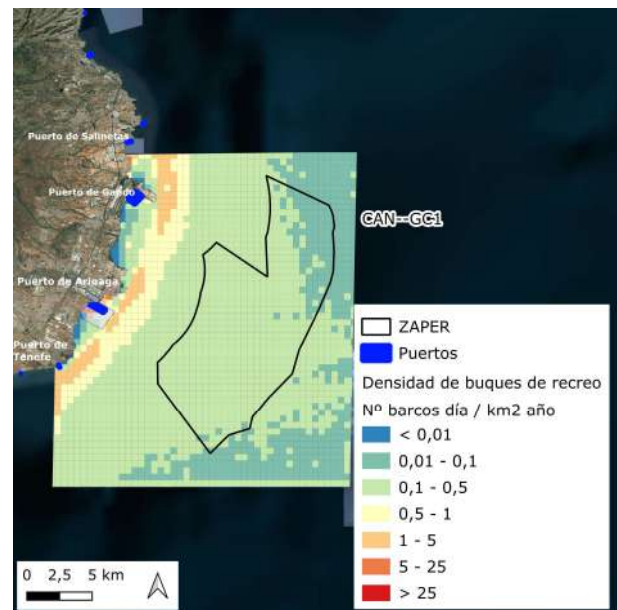 Puerto de Salinetas
Puerto de Gando
CAN--GC1
Puerto de Arinaga
Puerto de
Tenefe
ZAPER
Puertos
Densidad de buques de recreo
Nº barcos día / km2 año
< 0,01
0,01 - 0,1
0,1 - 0,5
0,5 - 1
1 - 5
5 - 25
> 25
0 2,5 5 km